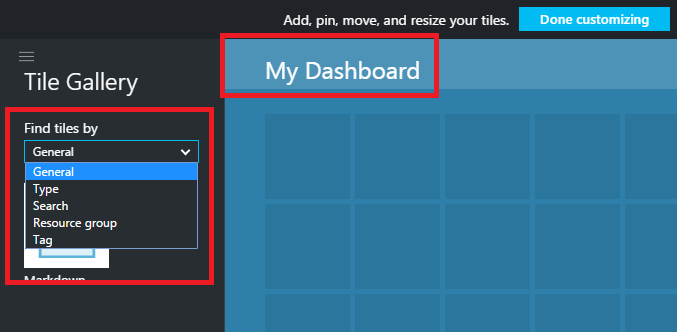 Add, pin, move, and resize your tiles.
Done customizing
Tile Gallery
My Dashboard
Find tiles by
General
General
Type
Search
Resource group
Tag
Markdown